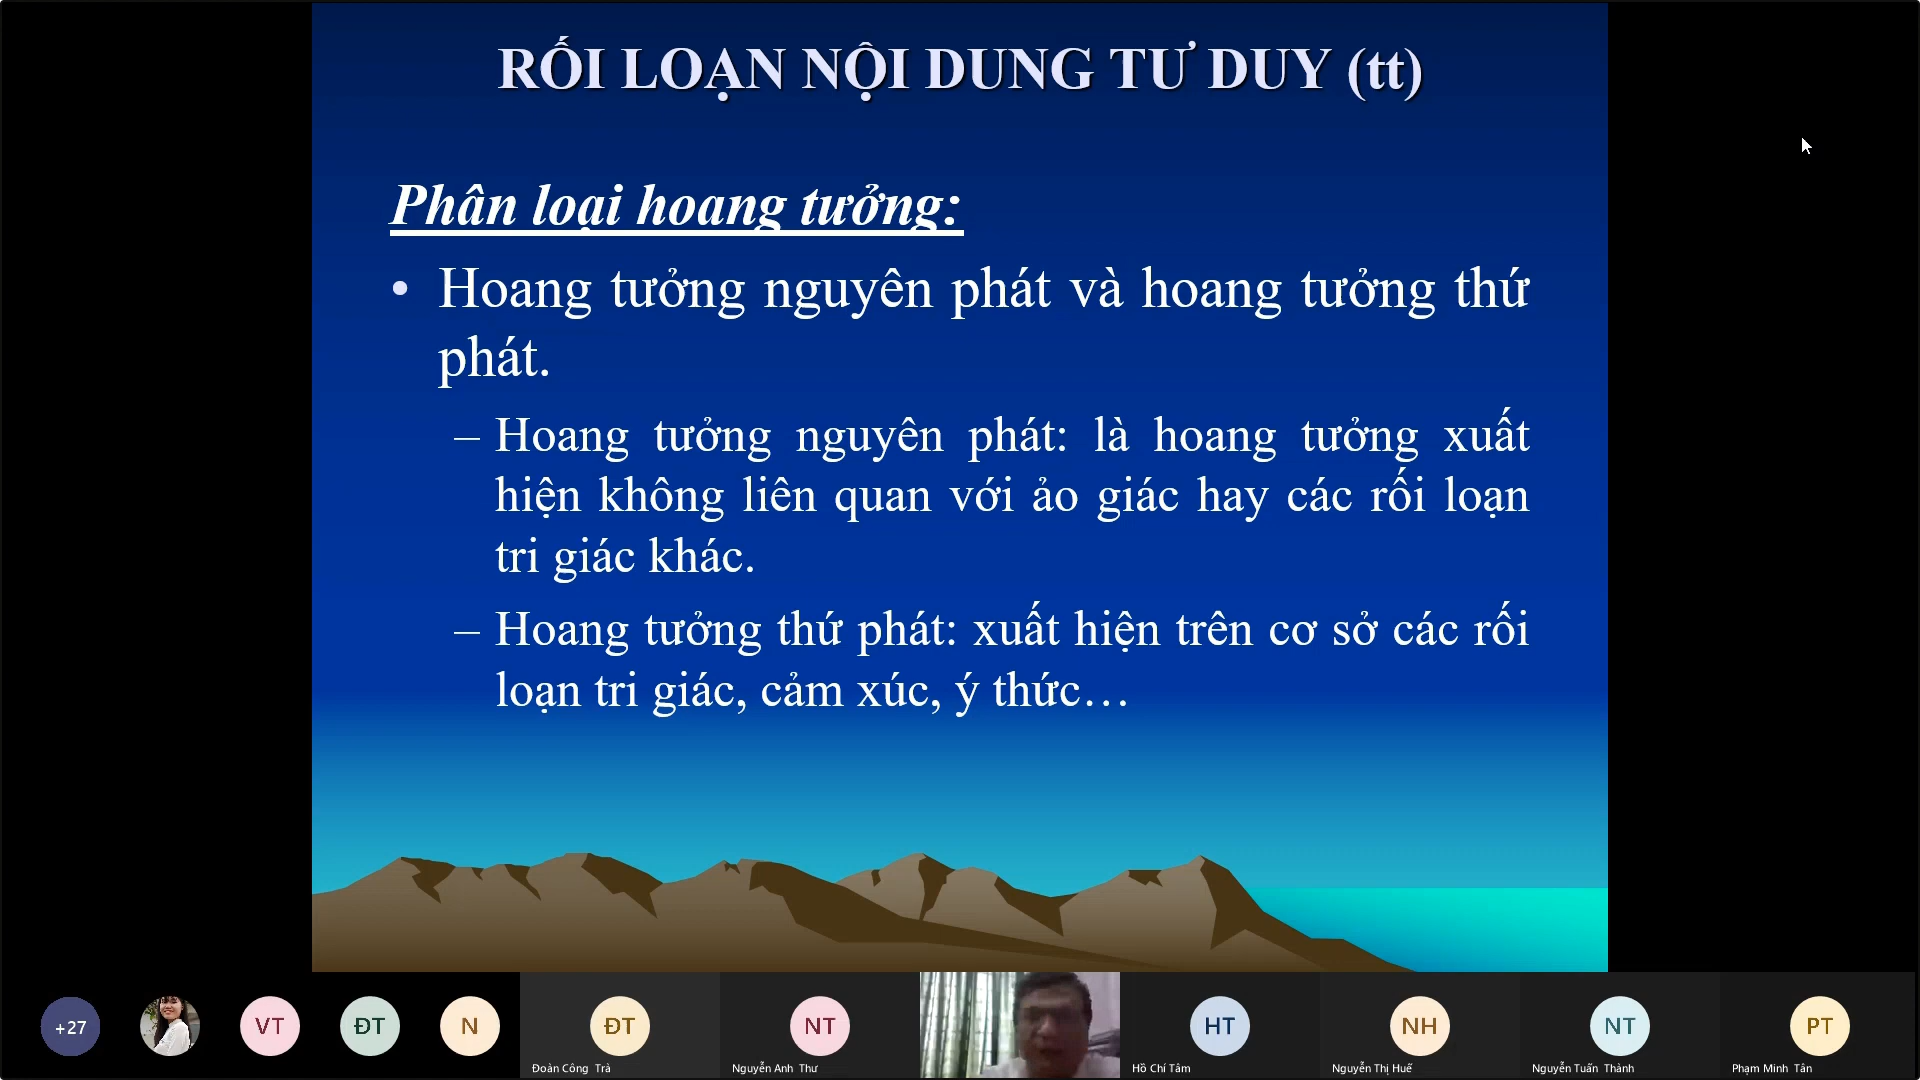 RỐI LOẠN NỘI DUNG TƯ DUY (tt)
Phân loại hoang tưởng:
• Hoang tưởng nguyên phát và hoang tưởng thứ
phát.
– Hoang tưởng nguyên phát: là hoang tưởng xuất
hiện không liên quan với ảo giác hay các rối loạn
tri giác khác.
– Hoang tưởng thứ phát: xuất hiện trên cơ sở các rối
loạn tri giác, cảm xúc, ý thức…
+27 VT ĐT N ĐT NT HT NH NT PT
Đoàn Công Trà Nguyễn Anh Thư Hồ Chí Tâm Nguyễn Thị Huế Nguyễn Tuấn Thành Phạm Minh Tân